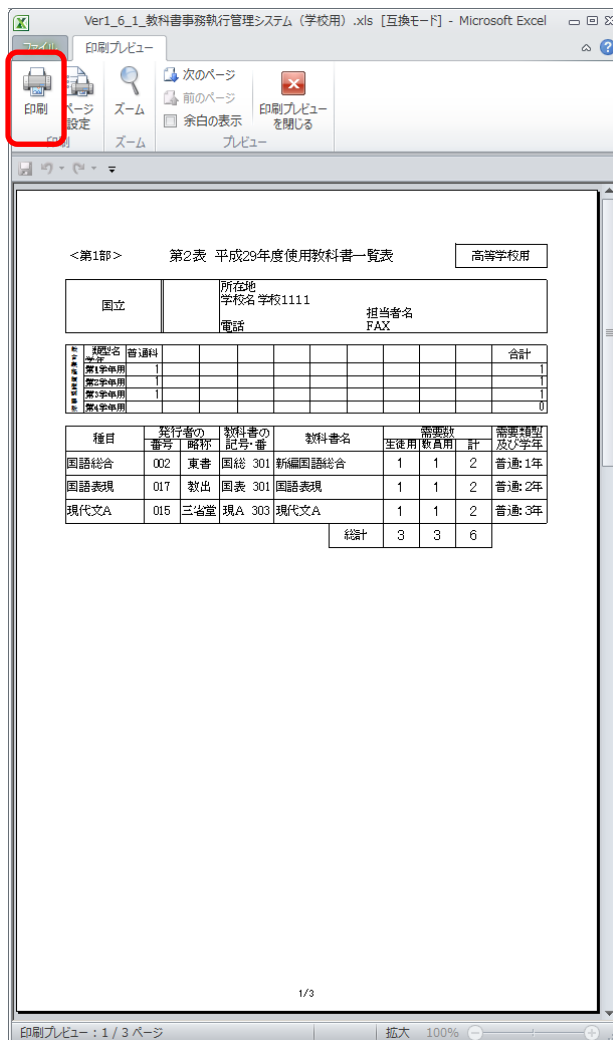 Ver1_6_1_教科書事務執行管理システム（学校用）.xls [互換モード] - Microsoft Excel
ファイル 印刷プレビュー
印刷 ページ設定 ズーム 次のページ 前のページ 余白の表示 印刷プレビューを閉じる
印刷 ズーム プレビュー
<第1部> 第2表 平成29年度使用教科書一覧表 高等学校用
国立
所在地
学校名 学校1111
担当者名
電話 FAX
類型名 普通科 合計
学年
第1学年用 1 1
第2学年用 1 1
第3学年用 1 1
第4学年用 0
種目 発行者の 教科書の 教科書名 需要数 需要類型
番号 略称 記号・番 生徒用 教員用 計 及び学年
国語総合 002 東書 国総 301 新編国語総合 1 1 2 普通:1年
国語表現 017 教出 国表 301 国語表現 1 1 2 普通:2年
現代文A 015 三省堂 現A 303 現代文A 1 1 2 普通:3年
総計 3 3 6
1/3
印刷プレビュー：1 / 3 ページ 拡大 100%